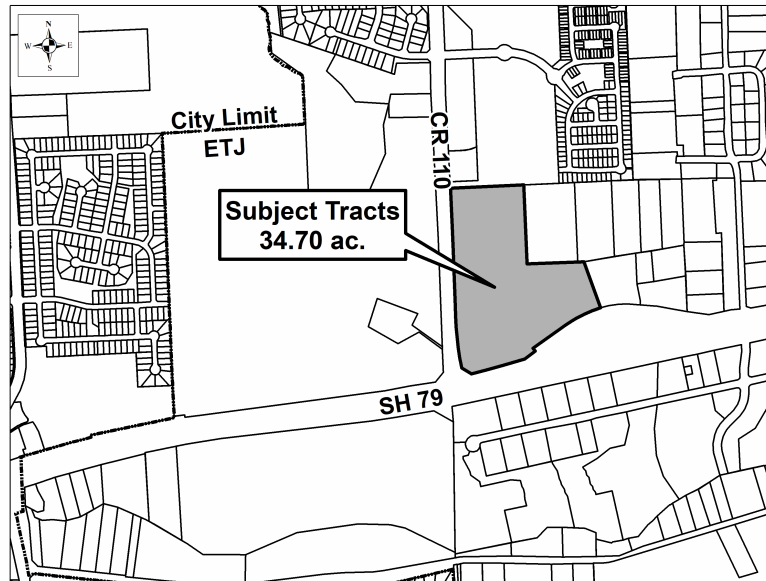 N
W E
S
City Limit
ETJ
CR 110
Subject Tracts
34.70 ac.
SH 79